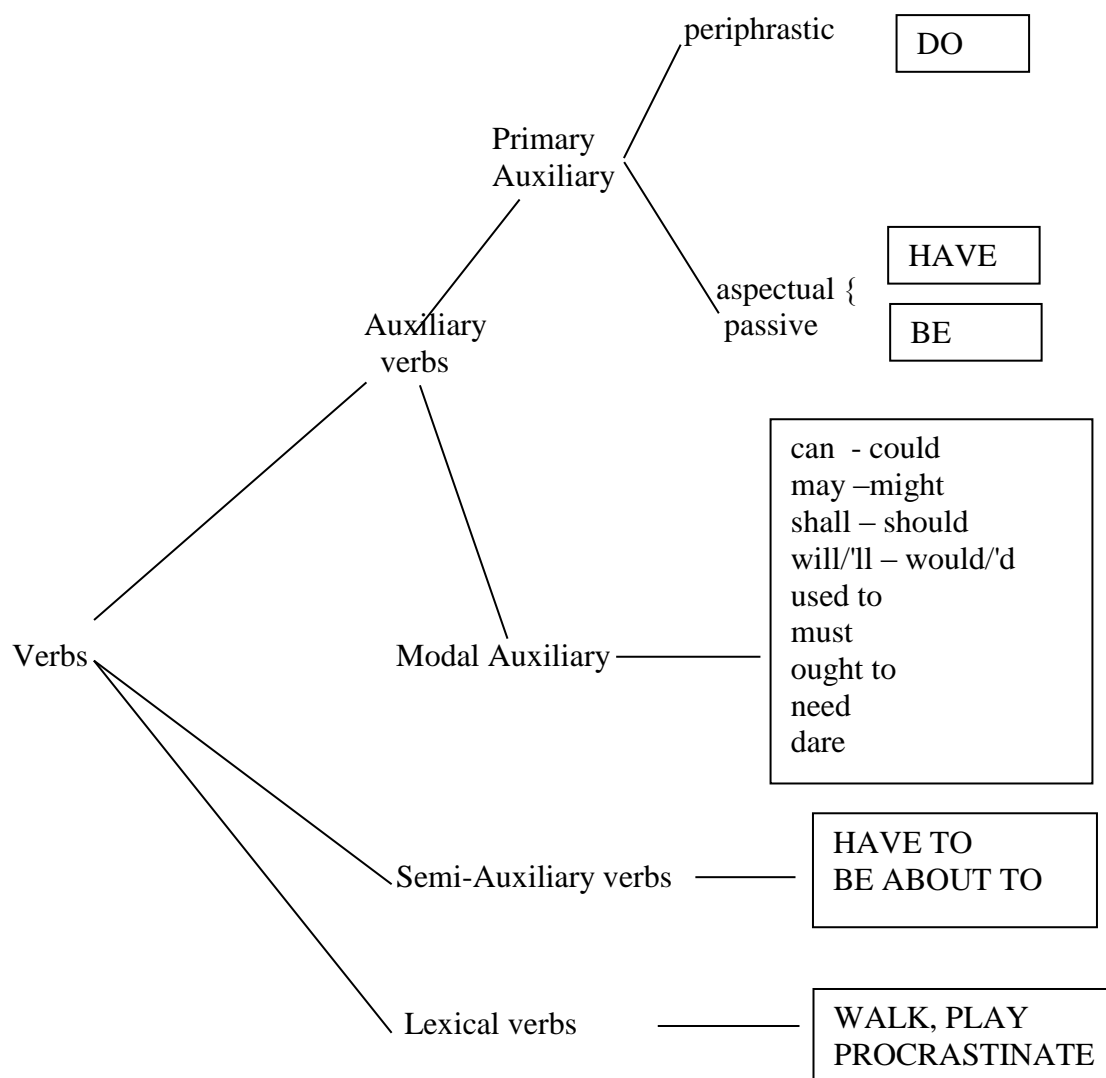 periphrastic
DO
Primary
Auxiliary
HAVE
aspectual {
passive
BE
Auxiliary
verbs
can - could
may –might
shall – should
will/'ll – would/'d
used to
must
ought to
need
dare
Verbs
Modal Auxiliary
Semi-Auxiliary verbs
HAVE TO
BE ABOUT TO
Lexical verbs
WALK, PLAY
PROCRASTINATE